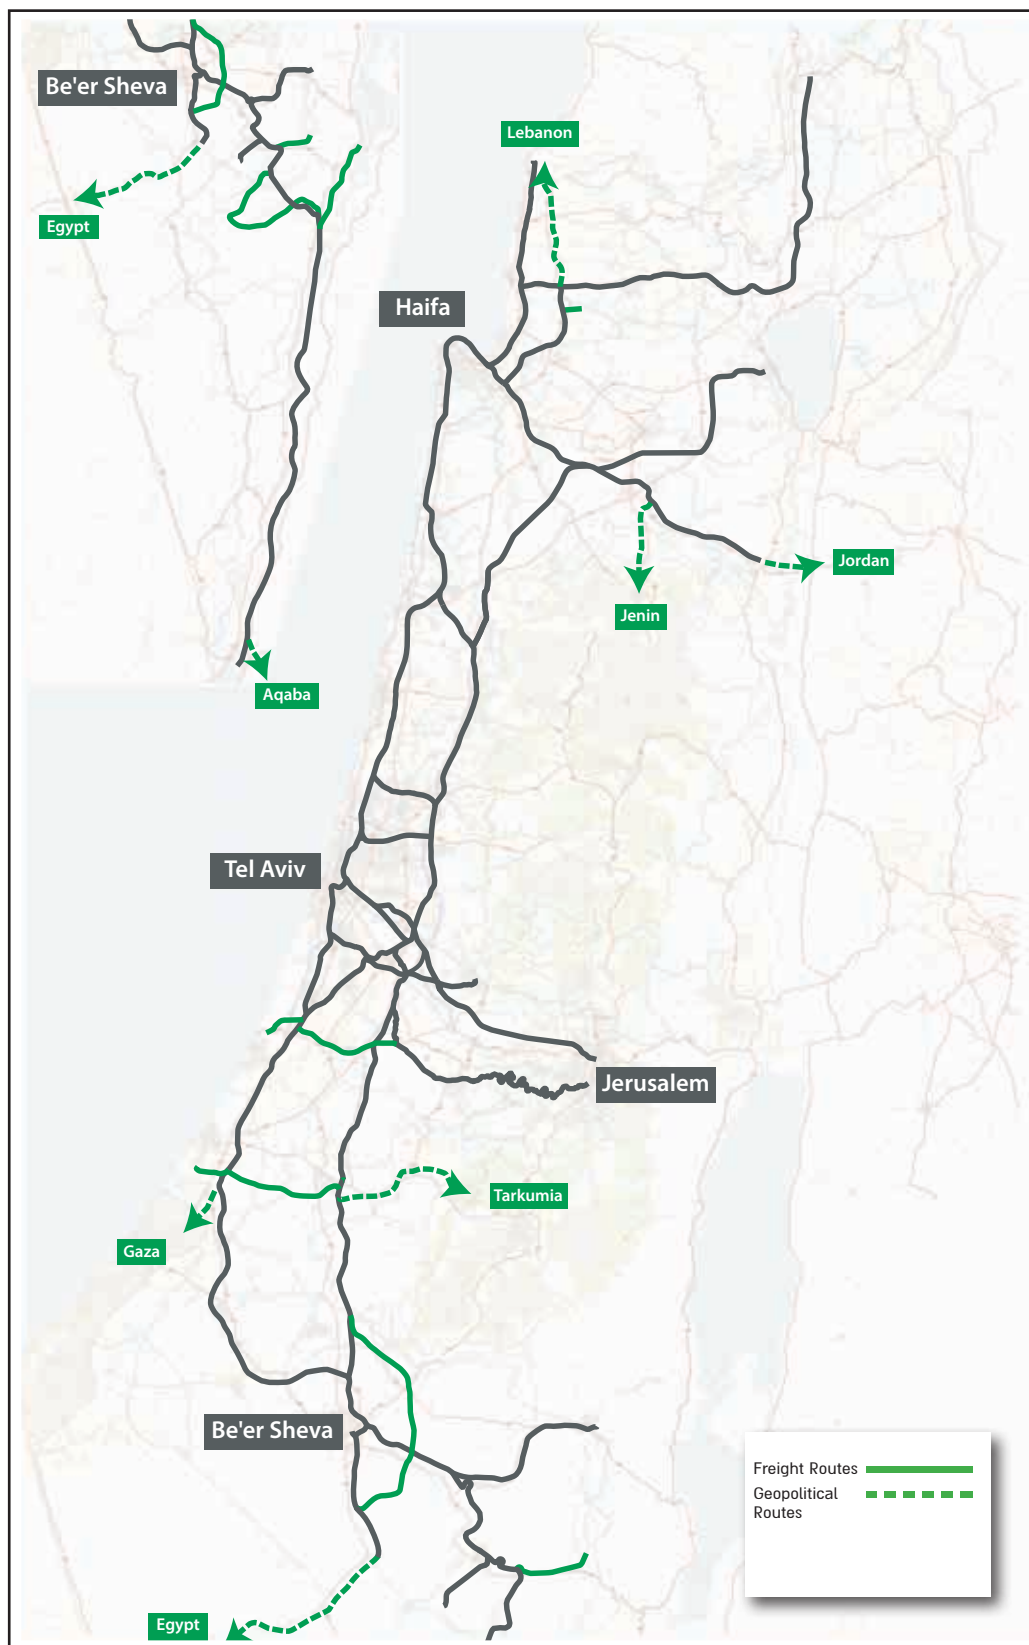 Be'er Sheva
Lebanon
Egypt
Haifa
Jordan
Jenin
Aqaba
Tel Aviv
Jerusalem
Tarkumia
Gaza
Be'er Sheva
Freight Routes
Geopolitical
Routes
Egypt